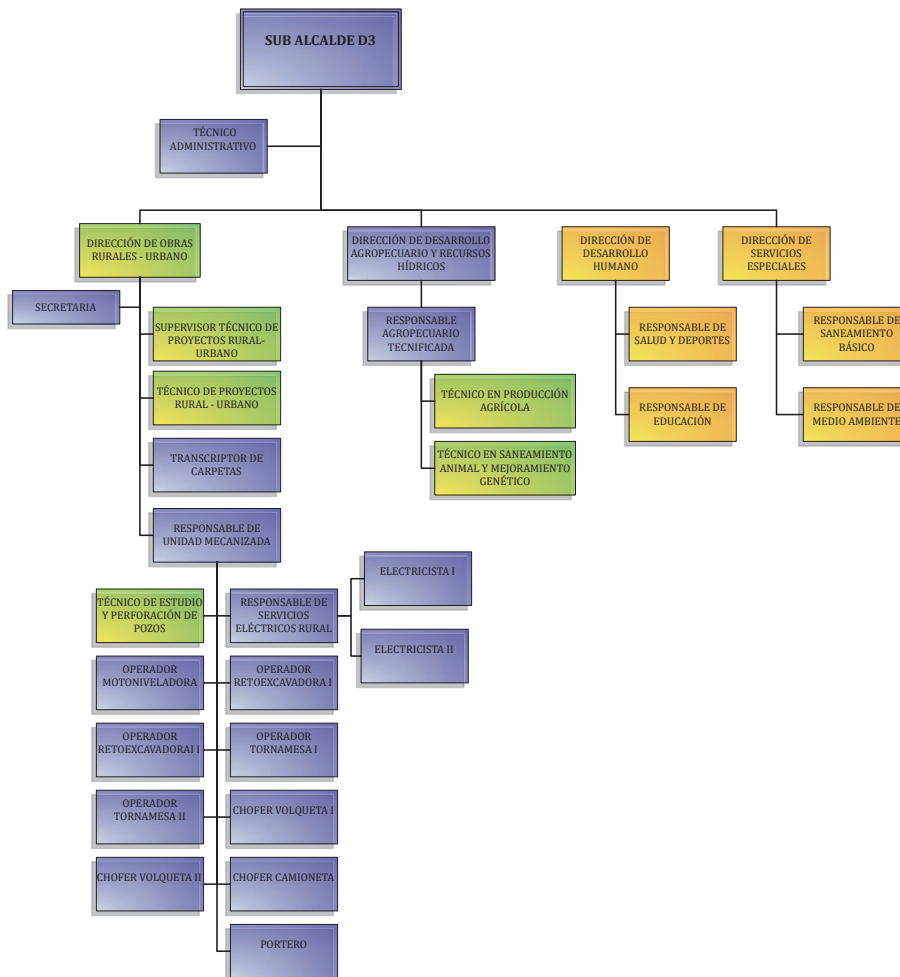 SUB ALCALDE D3
TÉCNICO
ADMINISTRATIVO
DIRECCIÓN DE OBRAS
RURALES - URBANO
DIRECCIÓN DE DESARROLLO
AGROPECUARIO Y RECURSOS
HÍDRICOS
DIRECCIÓN DE
DESARROLLO
HUMANO
DIRECCIÓN DE
SERVICIOS
ESPECIALES
SECRETARIA
SUPERVISOR TÉCNICO DE
PROYECTOS RURAL-
URBANO
TÉCNICO DE PROYECTOS
RURAL - URBANO
TRANSCRIPTOR DE
CARPETAS
RESPONSABLE DE
UNIDAD MECANIZADA
RESPONSABLE
AGROPECUARIO
TECNIFICADA
TÉCNICO EN PRODUCCIÓN
AGRÍCOLA
TÉCNICO EN SANEAMIENTO
ANIMAL Y MEJORAMIENTO
GENÉTICO
RESPONSABLE DE
SALUD Y DEPORTES
RESPONSABLE DE
EDUCACIÓN
RESPONSABLE DE
SANEAMIENTO
BÁSICO
RESPONSABLE DE
MEDIO AMBIENTE
TÉCNICO DE ESTUDIO
Y PERFORACIÓN DE
POZOS
RESPONSABLE DE
SERVICIOS
ELÉCTRICOS RURAL
ELECTRICISTA I
ELECTRICISTA II
OPERADOR
MOTONIVELADORA
OPERADOR
RETOEXCAVADORA I
OPERADOR
RETOEXCAVADORAI I
OPERADOR
TORNAMESA I
OPERADOR
TORNAMESA II
CHOFER VOLQUETA I
CHOFER VOLQUETA II
CHOFER CAMIONETA
PORTERO